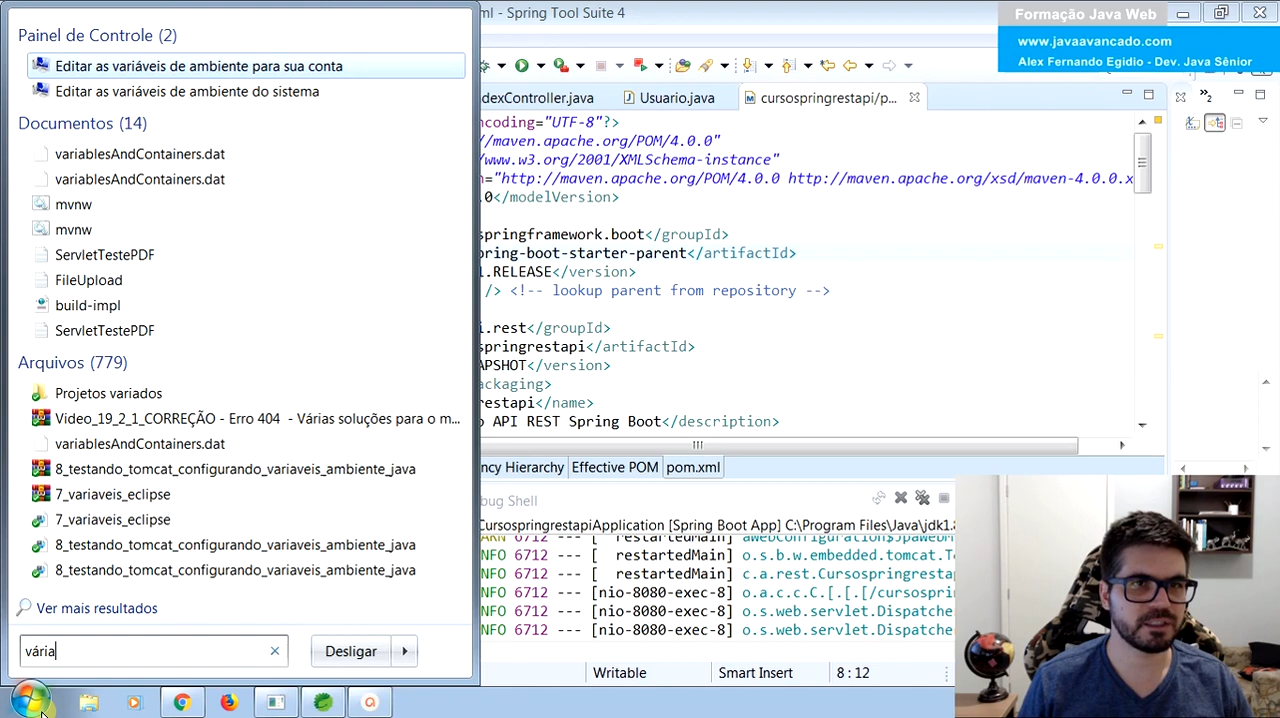 Painel de Controle (2)
Editar as variáveis de ambiente para sua conta
Editar as variáveis de ambiente do sistema
Documentos (14)
variablesAndContainers.dat
variablesAndContainers.dat
mvnw
mvnw
ServletTestePDF
FileUpload
build-impl
ServletTestePDF
Arquivos (779)
Projetos variados
Video_19_2_1_CORREÇÃO - Erro 404 - Várias soluções para o m...
variablesAndContainers.dat
8_testando_tomcat_configurando_variaveis_ambiente_java
7_variaveis_eclipse
7_variaveis_eclipse
8_testando_tomcat_configurando_variaveis_ambiente_java
8_testando_tomcat_configurando_variaveis_ambiente_java
Ver mais resultados
vária
Desligar
ml - Spring Tool Suite 4
Formação Java Web
www.javaavancado.com
Alex Fernando Egidio - Dev. Java Sênior
ndexController.java
Usuario.java
cursospringrestapi/p...
2
ncoding="UTF-8"?>
://maven.apache.org/POM/4.0.0"
/www.w3.org/2001/XMLSchema-instance"
n="http://maven.apache.org/POM/4.0.0 http://maven.apache.org/xsd/maven-4.0.0.x
.0</modelVersion>
springframework.boot</groupId>
pring-boot-starter-parent</artifactId>
1.RELEASE</version>
/> <!-- lookup parent from repository -->
i.rest</groupId>
springrestapi</artifactId>
APSHOT</version>
ackaging>
restapi</name>
o API REST Spring Boot</description>
ncy Hierarchy
Effective POM
pom.xml
bug Shell
CursospringrestapiApplication [Spring Boot App] C:\Program Files\Java\jdk1.8
ARN 6712 --- [ restartedMain] aWebConfiguration$JpaWebM
NFO 6712 --- [ restartedMain] o.s.b.w.embedded.tomcat.T
NFO 6712 --- [ restartedMain] c.a.rest.Cursospringresta
NFO 6712 --- [nio-8080-exec-8] o.a.c.c.C.[.[.[/cursospri
NFO 6712 --- [nio-8080-exec-8] o.s.web.servlet.Dispatche
NFO 6712 --- [nio-8080-exec-8] o.s.web.servlet.Dispatche
Writable
Smart Insert
8 : 12